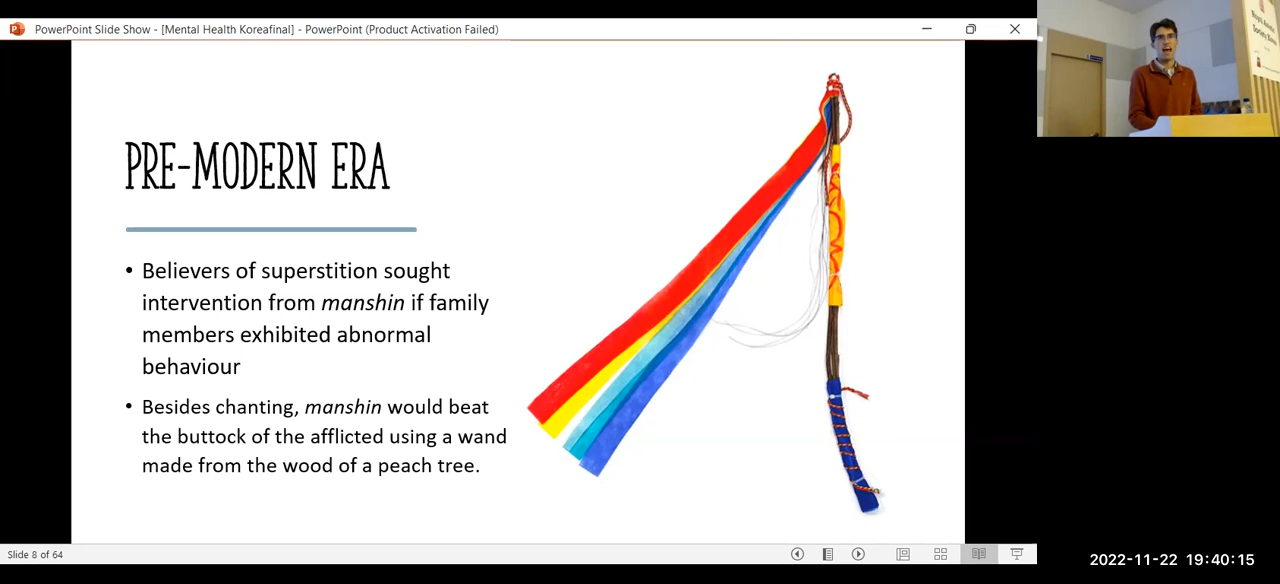 PowerPoint Slide Show - [Mental Health Koreafinal] - PowerPoint (Product Activation Failed)
PRE-MODERN ERA
• Believers of superstition sought
intervention from manshin if family
members exhibited abnormal
behaviour
• Besides chanting, manshin would beat
the buttock of the afflicted using a wand
made from the wood of a peach tree.
Slide 8 of 64
2022-11-22 19:40:15